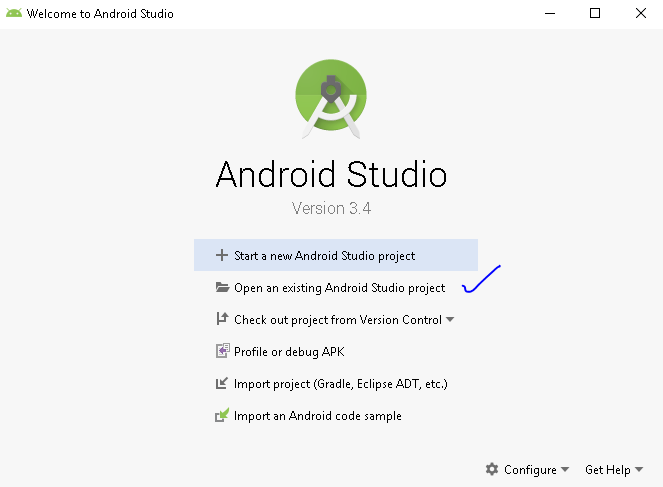 Welcome to Android Studio
Android Studio
Version 3.4
Start a new Android Studio project
Open an existing Android Studio project
Check out project from Version Control
Profile or debug APK
Import project (Gradle, Eclipse ADT, etc.)
Import an Android code sample
Configure Get Help